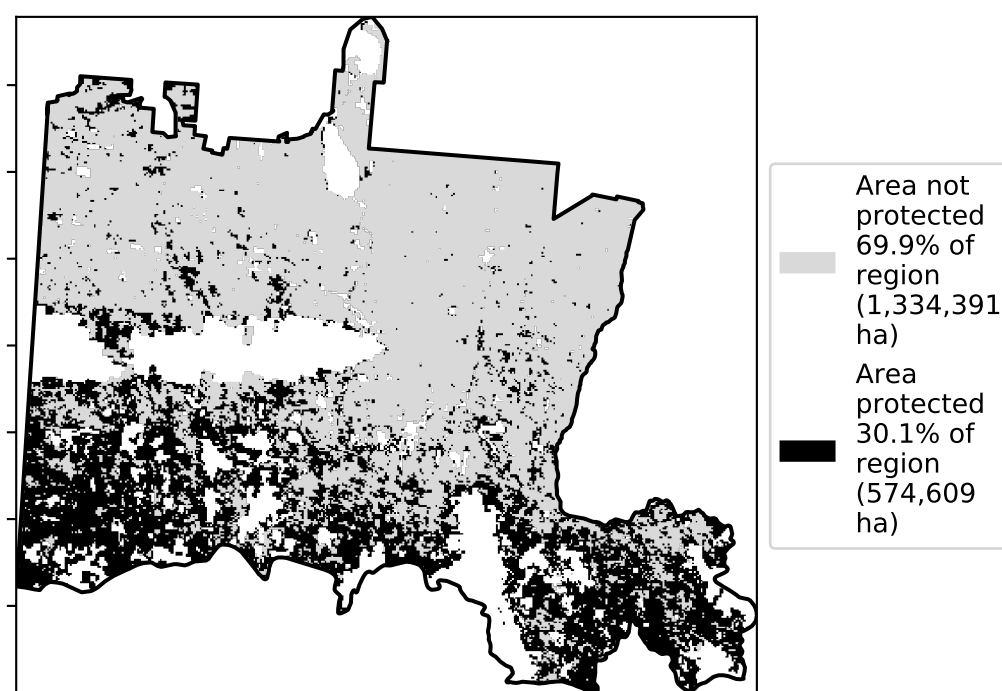 Area not
protected
69.9% of
region
(1,334,391
ha)
Area
protected
30.1% of
region
(574,609
ha)